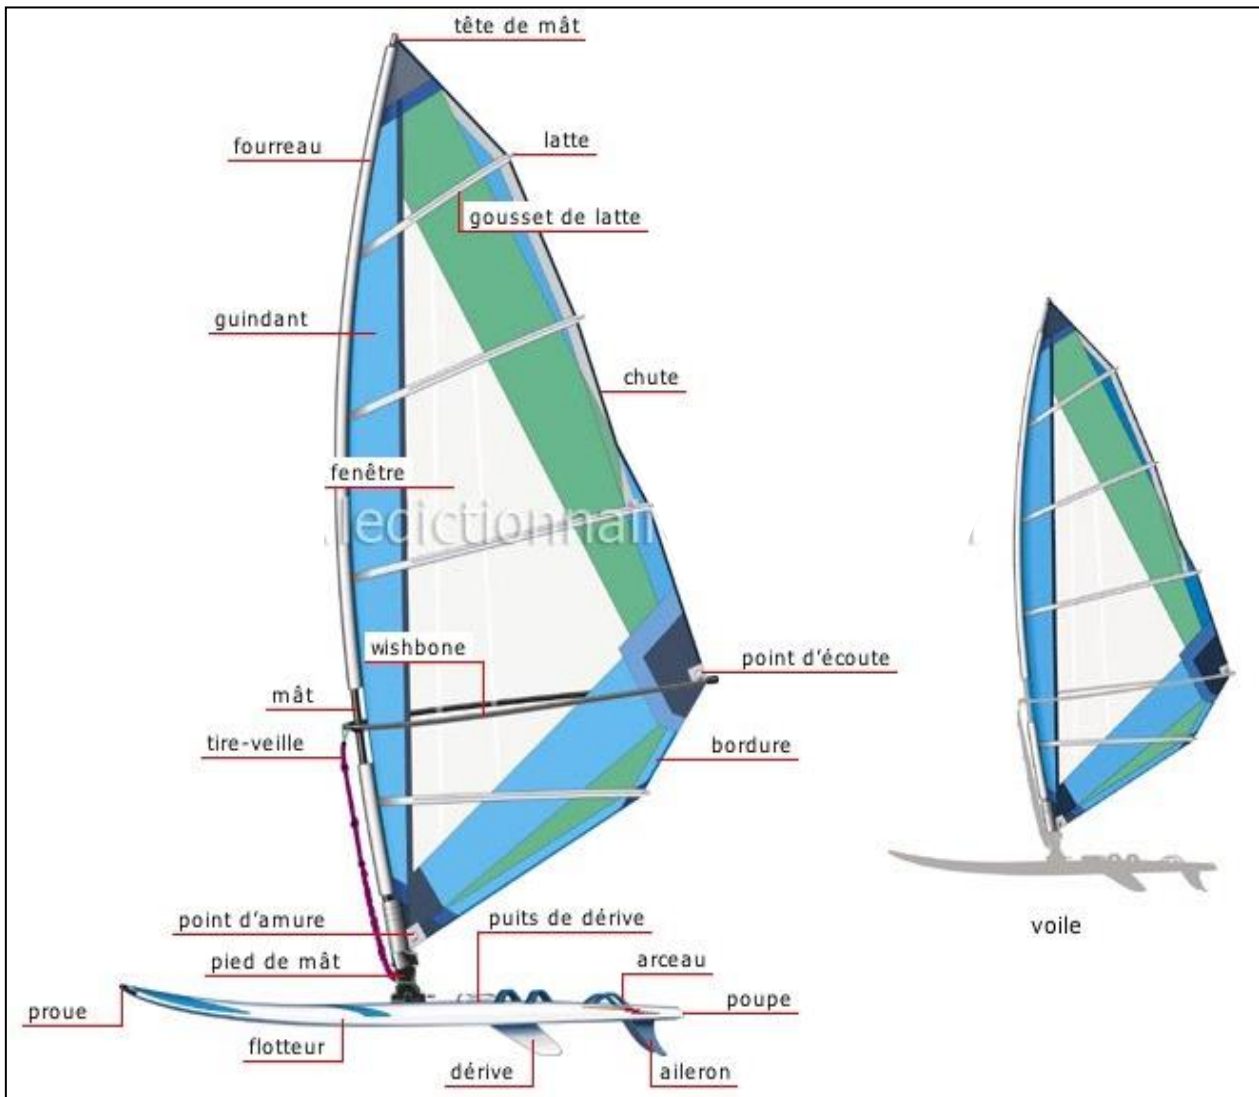 tête de mât
fourreau
latte
gousset de latte
guindant
chute
fenêtre
ledictionnai
wishbone
point d'écoute
mât
tire-veille
bordure
point d'amure
puits de dérive
voile
pied de mât
arceau
proue
poupe
flotteur
dérive
aileron